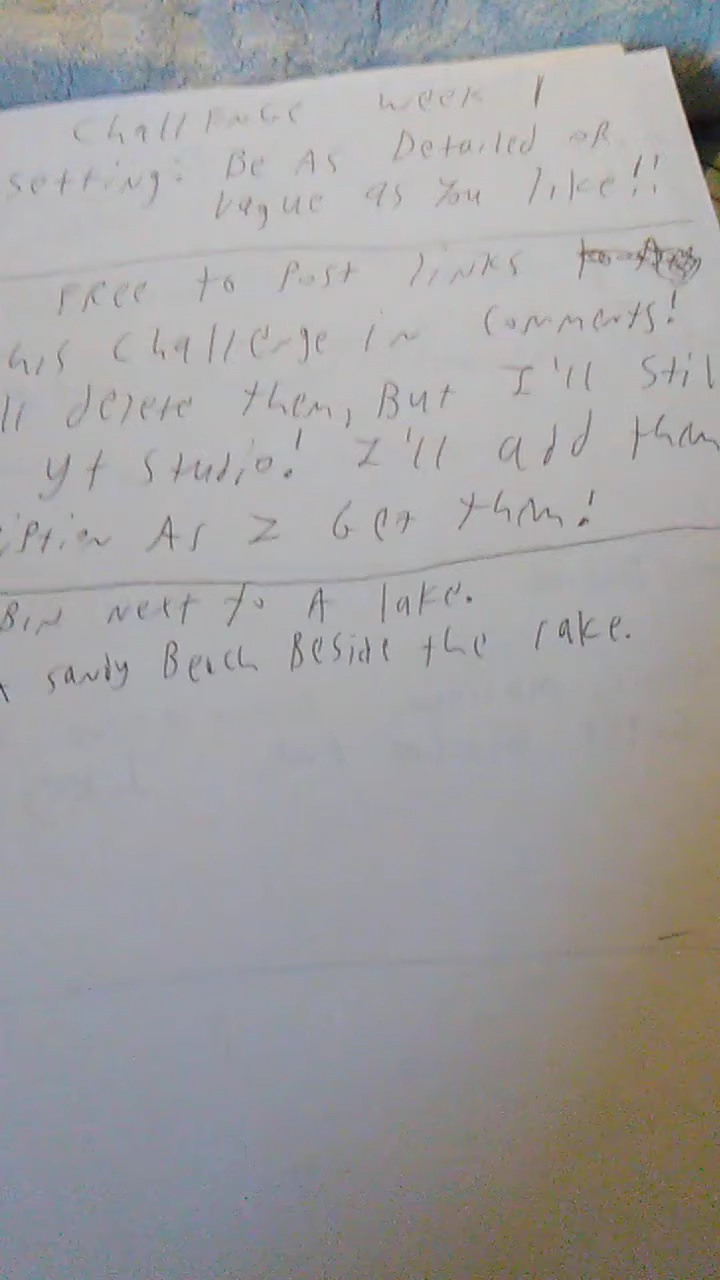 Challenge week 1
setting: Be As Detailed or
vague as you like!!
Free to Post links
his challenge in comments!
ll delete them, But I'll Stil
yt Studio! I'll add them
iption As I Get them!
Bin next to A lake.
sandy Beach Beside the lake.